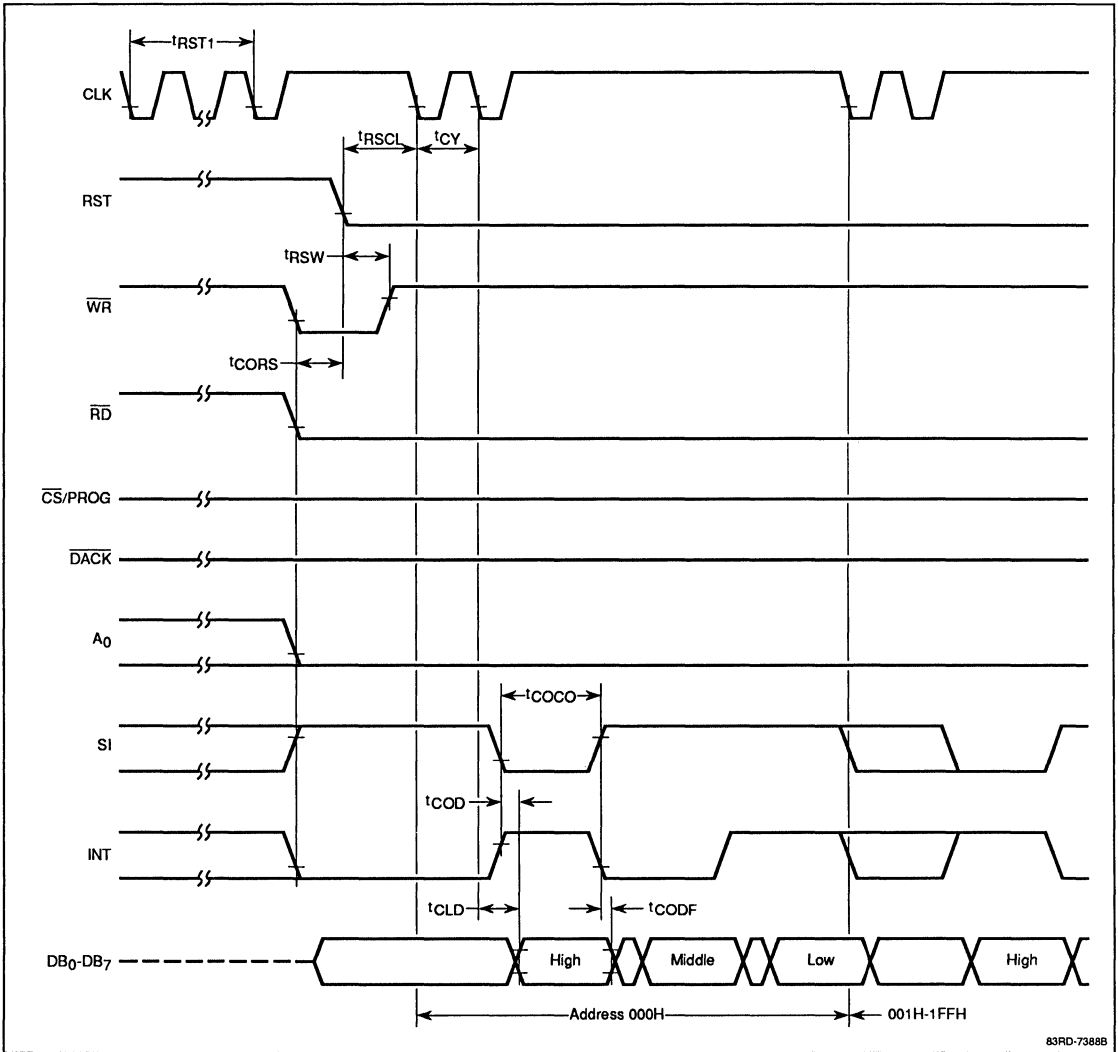 tRST1
CLK
tRSCL
tCY
RST
tRSW
WR
tCORS
RD
CS/PROG
DACK
A0
tCOCO
SI
tCOD
INT
tCLD
tCODF
DB0-DB7
High
Middle
Low
High
Address 000H
001H-1FFH
83RD-7388B